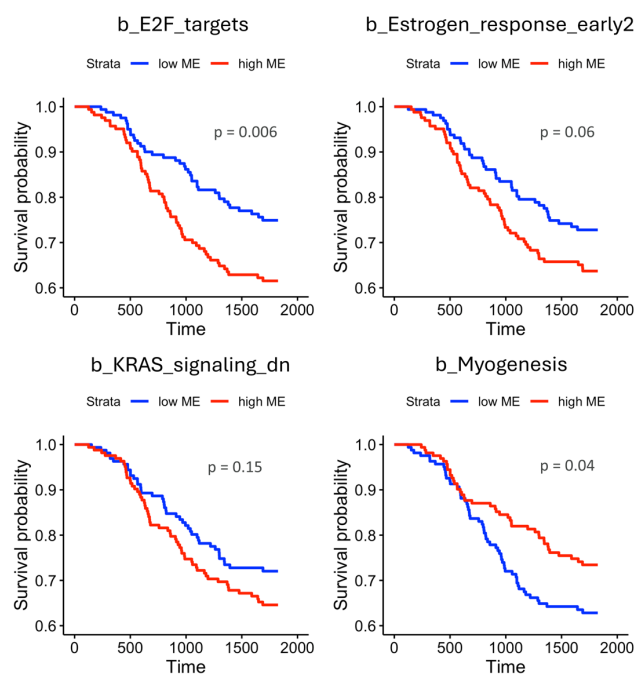 b_E2F_targets
Strata low ME high ME
Survival probability
1.0
0.9
0.8
0.7
0.6
p = 0.006
0 500 1000 1500 2000
Time
b_Estrogen_response_early2
Strata low ME high ME
Survival probability
1.0
0.9
0.8
0.7
0.6
p = 0.06
0 500 1000 1500 2000
Time
b_KRAS_signaling_dn
Strata low ME high ME
Survival probability
1.0
0.9
0.8
0.7
0.6
p = 0.15
0 500 1000 1500 2000
Time
b_Myogenesis
Strata low ME high ME
Survival probability
1.0
0.9
0.8
0.7
0.6
p = 0.04
0 500 1000 1500 2000
Time